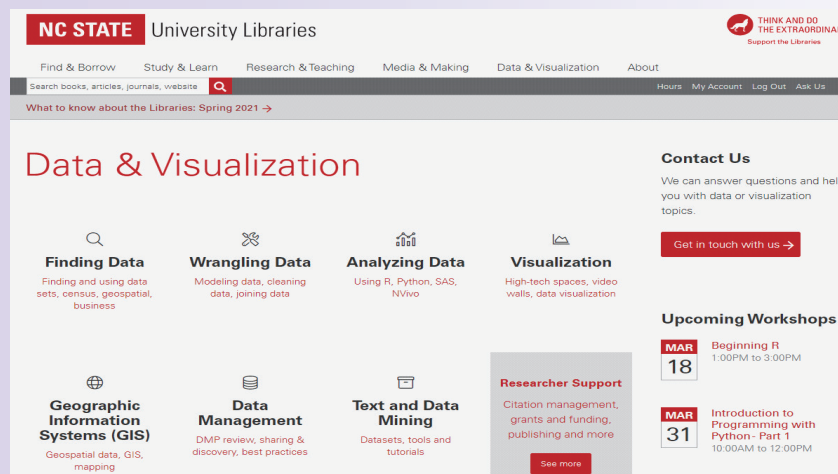 NC STATE University Libraries
THINK AND DO
THE EXTRAORDINAR
Support the Libraries
Find & Borrow Study & Learn Research & Teaching Media & Making Data & Visualization About
Search books, articles, journals, website
Hours My Account Log Out Ask Us
What to know about the Libraries: Spring 2021 →
Data & Visualization
Finding Data
Finding and using data
sets, census, geospatial,
business
Wrangling Data
Modeling data, cleaning
data, joining data
Analyzing Data
Using R, Python, SAS,
NVivo
Visualization
High-tech spaces, video
walls, data visualization
Geographic
Information
Systems (GIS)
Geospatial data, GIS,
mapping
Data
Management
DMP review, sharing &
discovery, best practices
Text and Data
Mining
Datasets, tools and
tutorials
Researcher Support
Citation management,
grants and funding,
publishing and more
See more
Contact Us
We can answer questions and hel
you with data or visualization
topics.
Get in touch with us →
Upcoming Workshops
MAR
18
Beginning R
1:00PM to 3:00PM
MAR
31
Introduction to
Programming with
Python- Part 1
10:00AM to 12:00PM